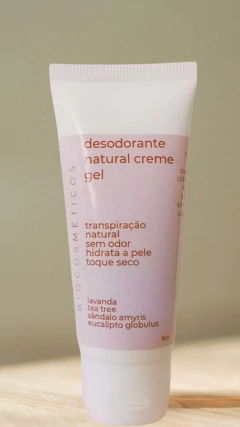 desodorante
natural creme
gel
BIOCOSMÉTICOS
transpiração
natural
sem odor
hidrata a pele
toque seco
lavanda
tea tree
sândalo amyris
eucalipto globulus